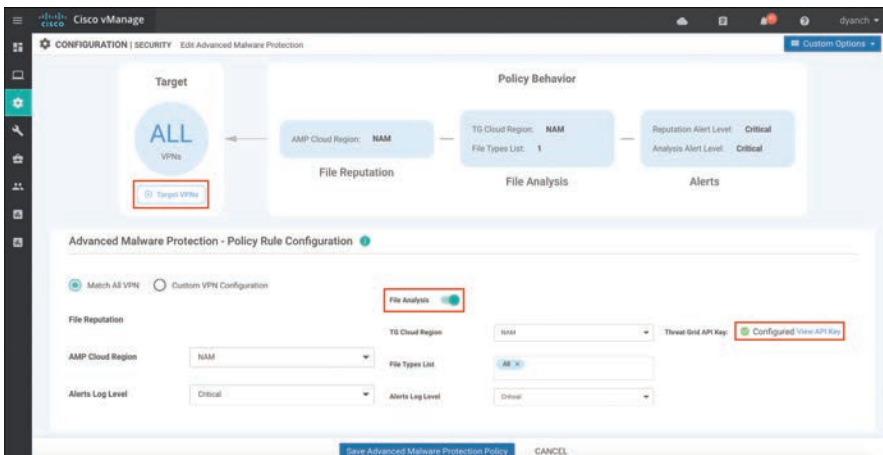 cisco Cisco vManage dyanch
CONFIGURATION | SECURITY Edit Advanced Malware Protection Custom Options
Target
ALL
VPNs
Target VPNs
Policy Behavior
AMP Cloud Region: NAM
File Reputation
TG Cloud Region: NAM
File Types List: 1
File Analysis
Reputation Alert Level: Critical
Analysis Alert Level: Critical
Alerts
Advanced Malware Protection - Policy Rule Configuration
Match All VPN Custom VPN Configuration
File Reputation
AMP Cloud Region NAM
Alerts Log Level Critical
File Analysis
TG Cloud Region NAM Threat Grid API Key: Configured View API Key
File Types List All ×
Alerts Log Level Critical
Save Advanced Malware Protection Policy CANCEL